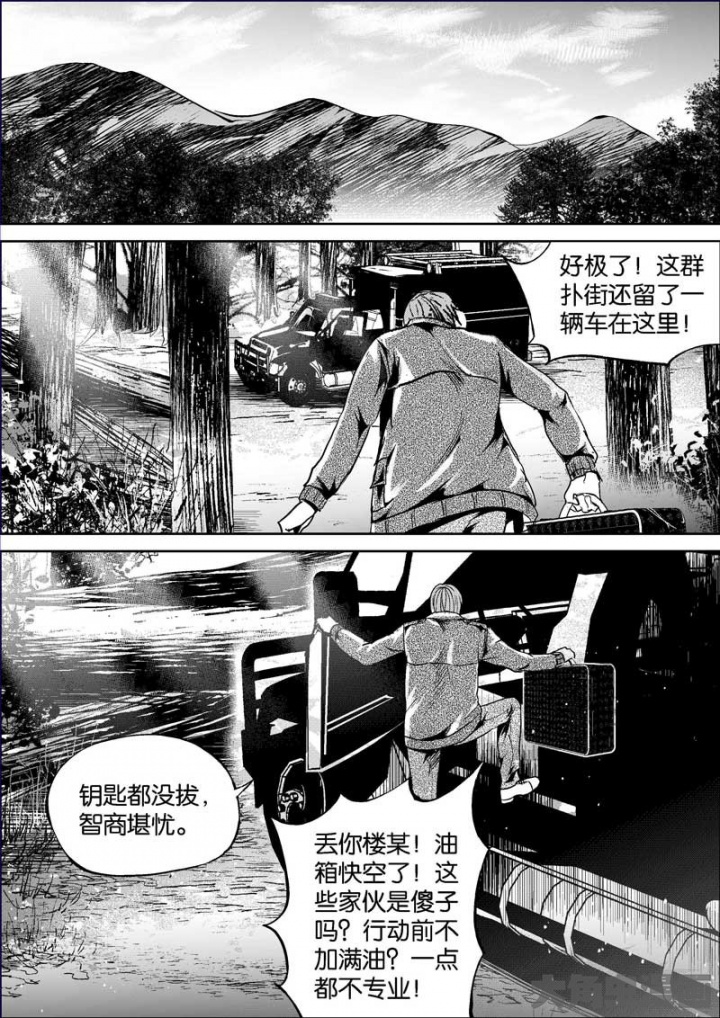 好极了！这群
扑街还留了一
辆车在这里！
钥匙都没拔，
智商堪忧。
丢你楼某！油
箱快空了！这
些家伙是傻子
吗？行动前不
加满油？一点
都不专业！